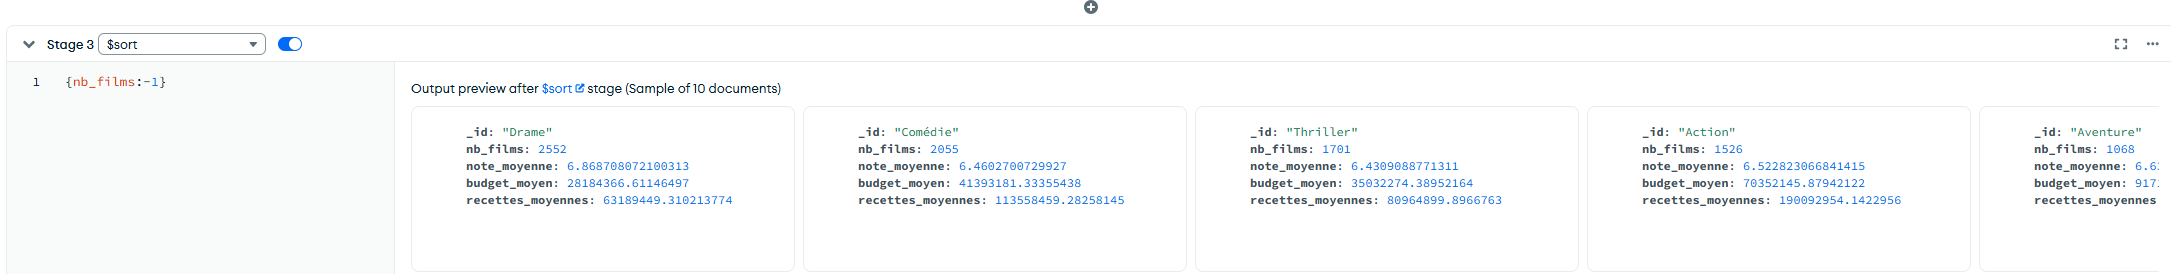 Stage 3 $sort
1 {nb_films:-1}
Output preview after $sort stage (Sample of 10 documents)
_id: "Drame"
nb_films: 2552
note_moyenne: 6.868708072100313
budget_moyen: 28184366.61146497
recettes_moyennes: 63189449.310213774
_id: "Comédie"
nb_films: 2055
note_moyenne: 6.4602700729927
budget_moyen: 41393181.33355438
recettes_moyennes: 113558459.28258145
_id: "Thriller"
nb_films: 1701
note_moyenne: 6.4309088771311
budget_moyen: 35032274.38952164
recettes_moyennes: 80964899.8966763
_id: "Action"
nb_films: 1526
note_moyenne: 6.522823066841415
budget_moyen: 70352145.87942122
recettes_moyennes: 190092954.1422956
_id: "Aventure"
nb_films: 1068
note_moyenne: 6.6
budget_moyen: 917
recettes_moyennes